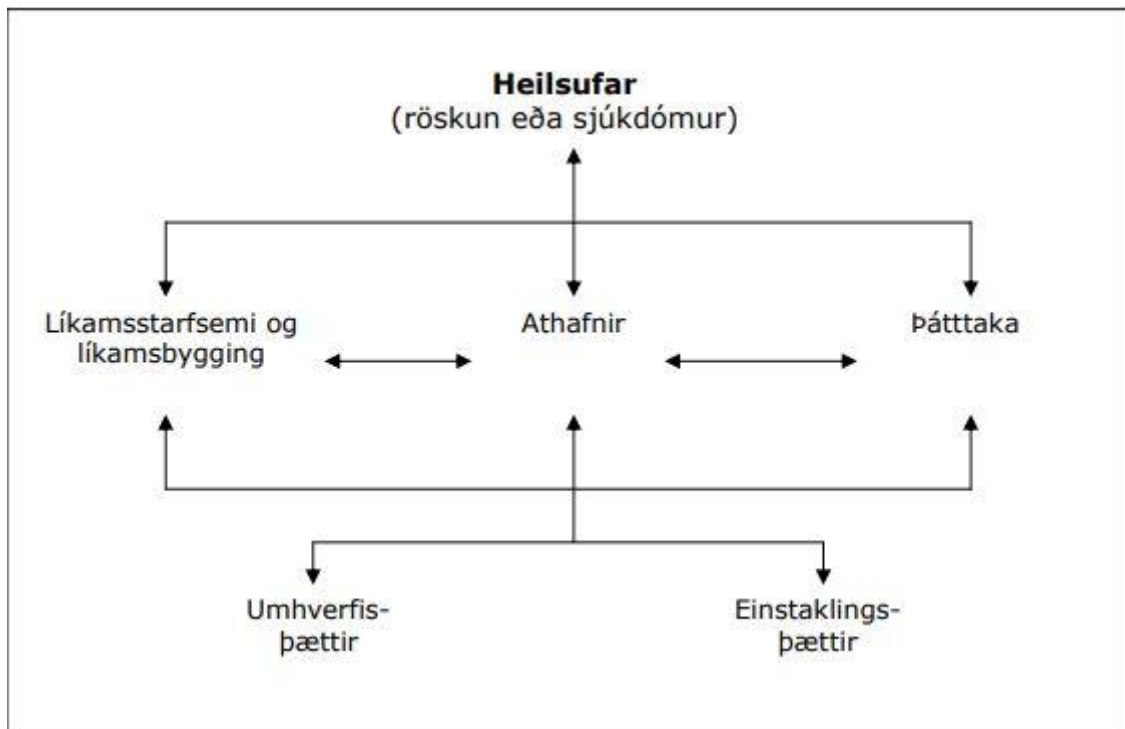 Heilsufar
(röskun eða sjúkdómur)
Líkamsstarfsemi og
líkamsbygging
Athafnir
Þátttaka
Umhverfis-
þættir
Einstaklings-
þættir